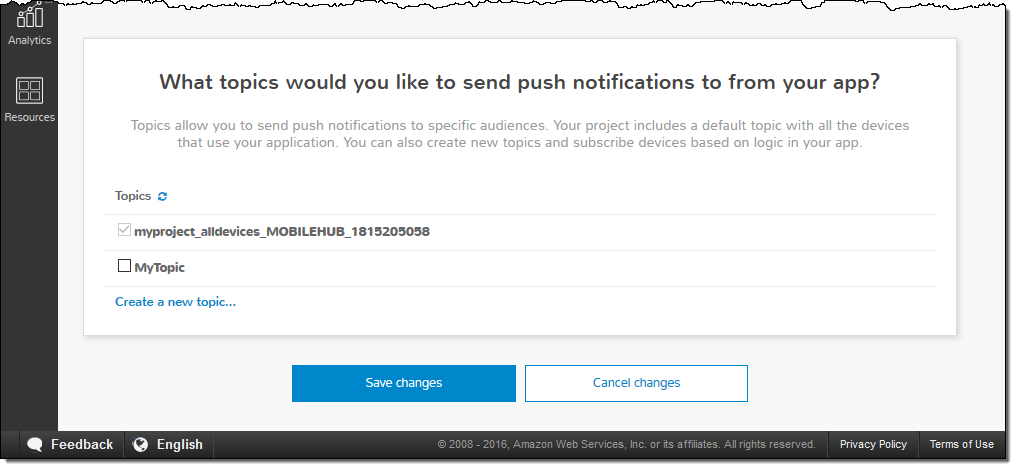 Analytics
Resources
What topics would you like to send push notifications to from your app?
Topics allow you to send push notifications to specific audiences. Your project includes a default topic with all the devices
that use your application. You can also create new topics and subscribe devices based on logic in your app.
Topics
myproject_alldevices_MOBILEHUB_1815205058
MyTopic
Create a new topic...
Save changes
Cancel changes
Feedback
English
© 2008 - 2016, Amazon Web Services, Inc. or its affiliates. All rights reserved.
Privacy Policy
Terms of Use